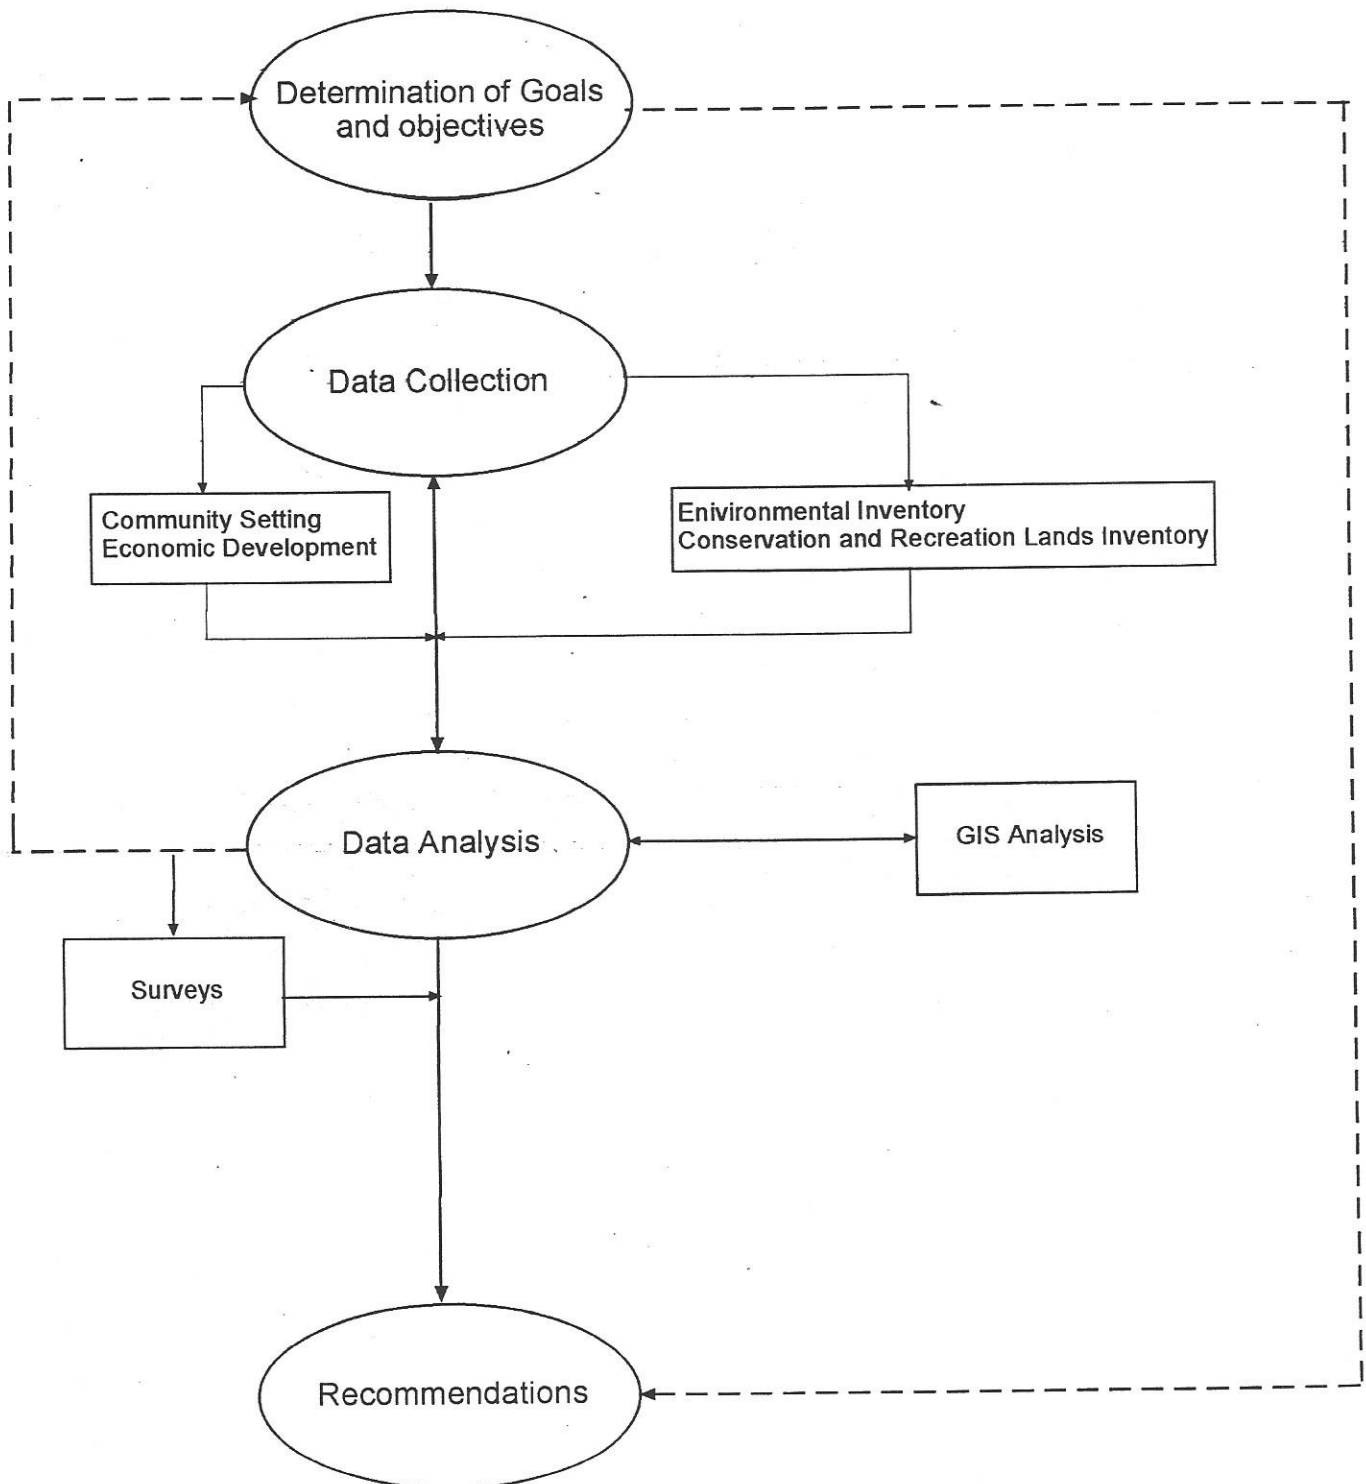 Determination of Goals
and objectives
Data Collection
Community Setting
Economic Development
Enivironmental Inventory
Conservation and Recreation Lands Inventory
Data Analysis
GIS Analysis
Surveys
Recommendations